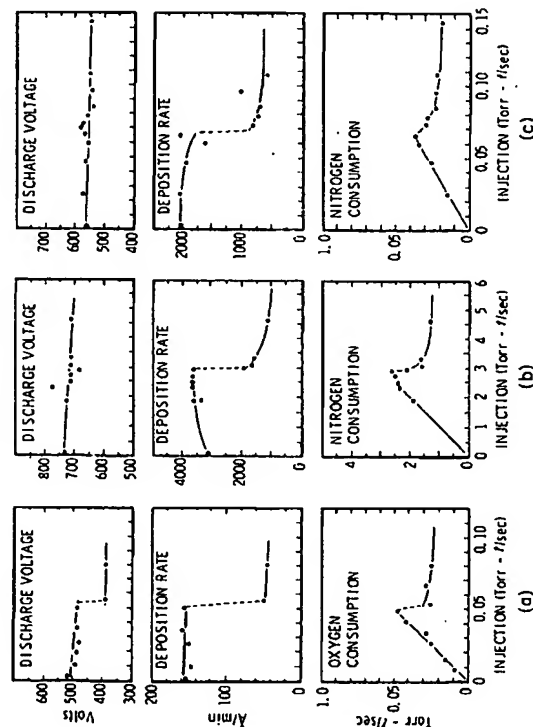 DISCHARGE VOLTAGE
Volts
600
500
400
300
DISCHARGE VOLTAGE
800
700
600
500
DISCHARGE VOLTAGE
700
600
500
400
DEPOSITION RATE
Å/min
200
100
0
DEPOSITION RATE
4000
2000
0
DEPOSITION RATE
2000
1000
0
OXYGEN
CONSUMPTION
Torr - ℓ/sec
1.0
0.05
0
0 0.05 0.10
INJECTION (Torr - ℓ/sec)
(a)
NITROGEN
CONSUMPTION
4
2
0
0 1 2 3 4 5 6
INJECTION (Torr - ℓ/sec)
(b)
NITROGEN
CONSUMPTION
1.0
0.05
0
0 0.05 0.10 0.15
INJECTION (Torr - ℓ/sec)
(c)